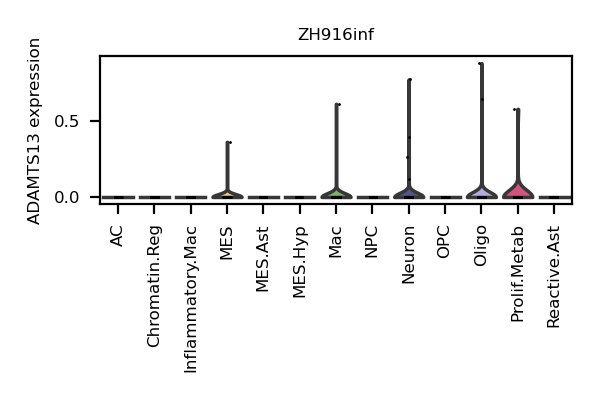 ZH916inf
ADAMTS13 expression
0.5
0.0
AC
Chromatin.Reg
Inflammatory.Mac
MES
MES.Ast
MES.Hyp
Mac
NPC
Neuron
OPC
Oligo
Prolif.Metab
Reactive.Ast